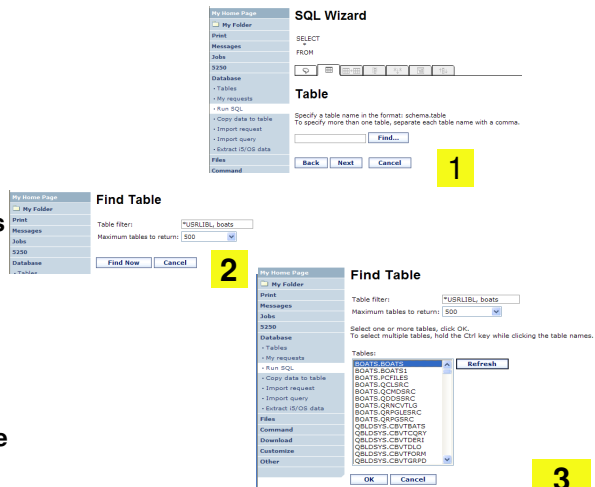 My Home Page
My Folder
Print
Messages
Jobs
5250
Database
- Tables
- My requests
- Run SQL
- Copy data to table
- Import request
- Import query
- Extract i5/OS data
Files
Command
SQL Wizard
SELECT
*
FROM
Table
Specify a table name in the format: schema.table
To specify more than one table, separate each table name with a comma.
Find...
Back Next Cancel
1
s
My Home Page
My Folder
Print
Messages
Jobs
5250
Database
- Tables
Find Table
Table filter: *USRLIBL, boats
Maximum tables to return: 500
Find Now Cancel
2
My Home Page
My Folder
Print
Messages
Jobs
5250
Database
- Tables
- My requests
- Run SQL
- Copy data to table
- Import request
- Import query
- Extract i5/OS data
Files
Command
Download
Customize
Other
Find Table
Table filter: *USRLIBL, boats
Maximum tables to return: 500
Select one or more tables, click OK.
To select multiple tables, hold the Ctrl key while clicking the table names.
Tables:
BOATS.BOATS
BOATS.BOATS1
BOATS.PCFILES
BOATS.QCLSRC
BOATS.QCMDSRC
BOATS.QDDSSRC
BOATS.QRNCVTLG
BOATS.QRPGLESRC
BOATS.QRPGSRC
QBLDSYS.CBVTBATS
QBLDSYS.CBVTCQRY
QBLDSYS.CBVTDERI
QBLDSYS.CBVTDLO
QBLDSYS.CBVTFORM
QBLDSYS.CBVTGRPD
Refresh
OK Cancel
e
3